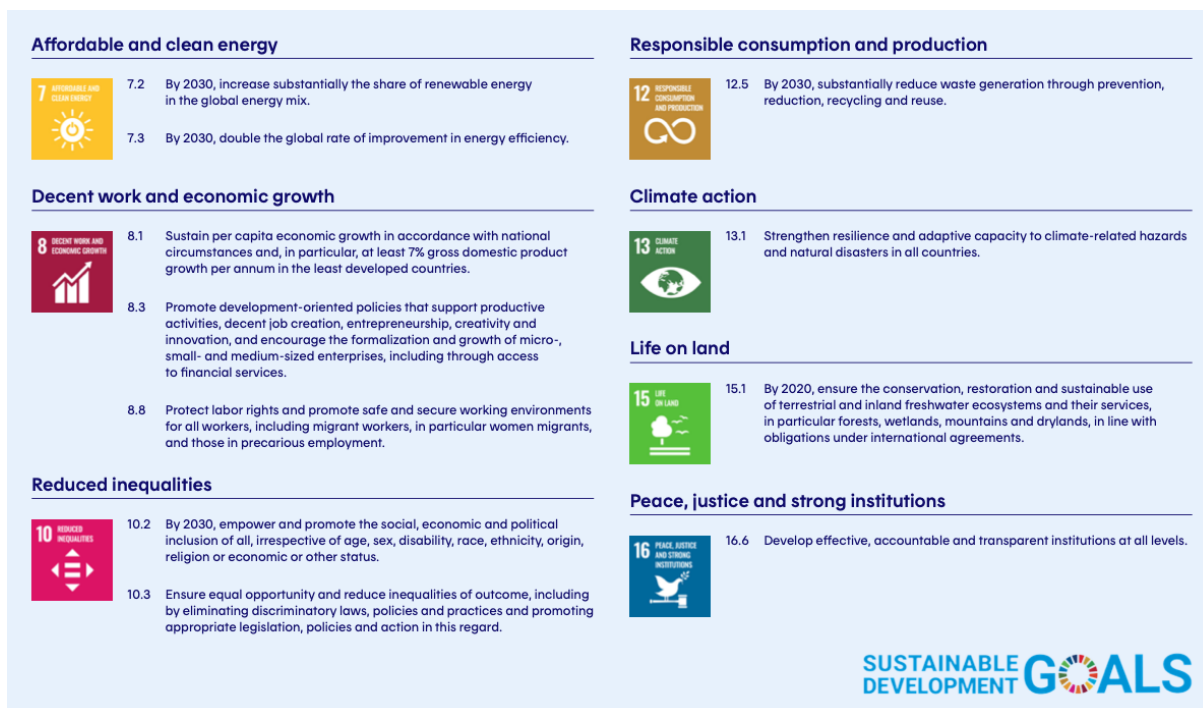 Affordable and clean energy
7 AFFORDABLE AND
CLEAN ENERGY
7.2 By 2030, increase substantially the share of renewable energy
in the global energy mix.
7.3 By 2030, double the global rate of improvement in energy efficiency.
Decent work and economic growth
8 DECENT WORK AND
ECONOMIC GROWTH
8.1 Sustain per capita economic growth in accordance with national
circumstances and, in particular, at least 7% gross domestic product
growth per annum in the least developed countries.
8.3 Promote development-oriented policies that support productive
activities, decent job creation, entrepreneurship, creativity and
innovation, and encourage the formalization and growth of micro-,
small- and medium-sized enterprises, including through access
to financial services.
8.8 Protect labor rights and promote safe and secure working environments
for all workers, including migrant workers, in particular women migrants,
and those in precarious employment.
Reduced inequalities
10 REDUCED
INEQUALITIES
10.2 By 2030, empower and promote the social, economic and political
inclusion of all, irrespective of age, sex, disability, race, ethnicity, origin,
religion or economic or other status.
10.3 Ensure equal opportunity and reduce inequalities of outcome, including
by eliminating discriminatory laws, policies and practices and promoting
appropriate legislation, policies and action in this regard.
Responsible consumption and production
12 RESPONSIBLE
CONSUMPTION
AND PRODUCTION
12.5 By 2030, substantially reduce waste generation through prevention,
reduction, recycling and reuse.
Climate action
13 CLIMATE
ACTION
13.1 Strengthen resilience and adaptive capacity to climate-related hazards
and natural disasters in all countries.
Life on land
15 LIFE
ON LAND
15.1 By 2020, ensure the conservation, restoration and sustainable use
of terrestrial and inland freshwater ecosystems and their services,
in particular forests, wetlands, mountains and drylands, in line with
obligations under international agreements.
Peace, justice and strong institutions
16 PEACE, JUSTICE
AND STRONG
INSTITUTIONS
16.6 Develop effective, accountable and transparent institutions at all levels.
SUSTAINABLE
DEVELOPMENT GOALS